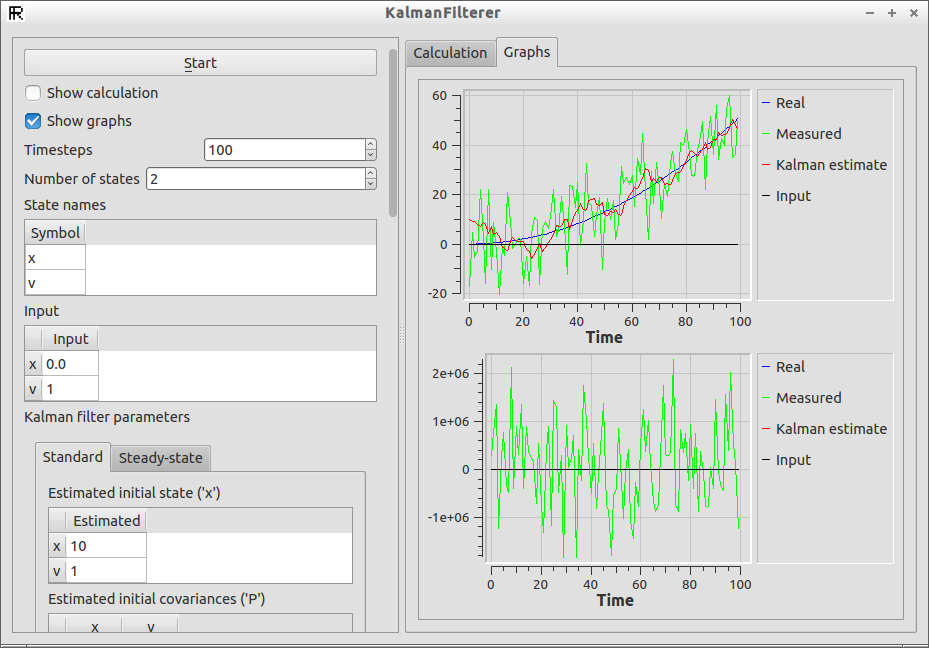 KalmanFilterer
Start
Show calculation
Show graphs
Timesteps 100
Number of states 2
State names
Symbol
x
v
Input
Input
x 0.0
v 1
Kalman filter parameters
Standard Steady-state
Estimated initial state ('x')
Estimated
x 10
v 1
Estimated initial covariances ('P')
x v
Calculation Graphs
60
40
20
0
-20
0 20 40 60 80 100
Time
Real
Measured
Kalman estimate
Input
2e+06
1e+06
0
-1e+06
0 20 40 60 80 100
Time
Real
Measured
Kalman estimate
Input